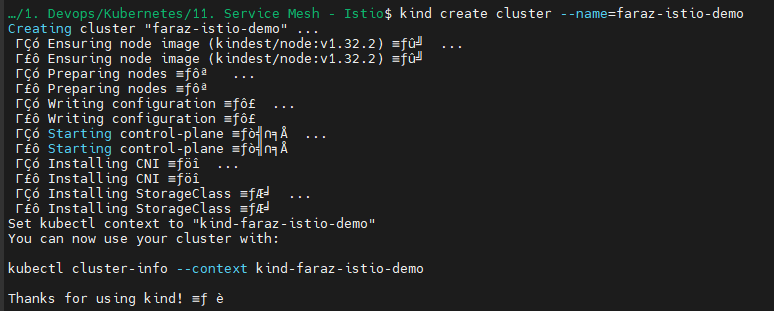 …/1. Devops/Kubernetes/11. Service Mesh - Istio$ kind create cluster --name=faraz-istio-demo
Creating cluster "faraz-istio-demo" ...
ΓÇó Ensuring node image (kindest/node:v1.32.2) ≡ƒû╝  ...
Γ£ô Ensuring node image (kindest/node:v1.32.2) ≡ƒû╝
ΓÇó Preparing nodes ≡ƒôª   ...
Γ£ô Preparing nodes ≡ƒôª
ΓÇó Writing configuration ≡ƒô£  ...
Γ£ô Writing configuration ≡ƒô£
ΓÇó Starting control-plane ≡ƒò╣∩╕Å  ...
Γ£ô Starting control-plane ≡ƒò╣∩╕Å
ΓÇó Installing CNI ≡ƒöî  ...
Γ£ô Installing CNI ≡ƒöî
ΓÇó Installing StorageClass ≡ƒÆ╛  ...
Γ£ô Installing StorageClass ≡ƒÆ╛
Set kubectl context to "kind-faraz-istio-demo"
You can now use your cluster with:
kubectl cluster-info --context kind-faraz-istio-demo
Thanks for using kind! ≡ƒ è